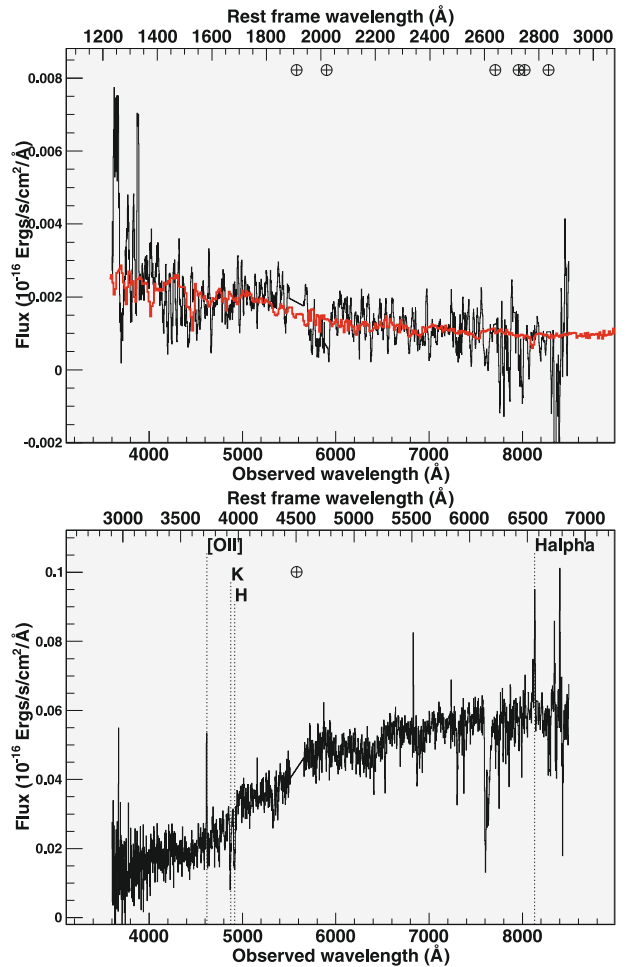 Rest frame wavelength (Å)
1200 1400 1600 1800 2000 2200 2400 2600 2800 3000
0.008
0.006
0.004
0.002
0
-0.002
Flux (10⁻¹⁶ Ergs/s/cm²/Å)
4000 5000 6000 7000 8000
Observed wavelength (Å)
Rest frame wavelength (Å)
3000 3500 4000 4500 5000 5500 6000 6500 7000
[OII] Halpha
K
H
0.1
0.08
0.06
0.04
0.02
0
Flux (10⁻¹⁶ Ergs/s/cm²/Å)
4000 5000 6000 7000 8000
Observed wavelength (Å)